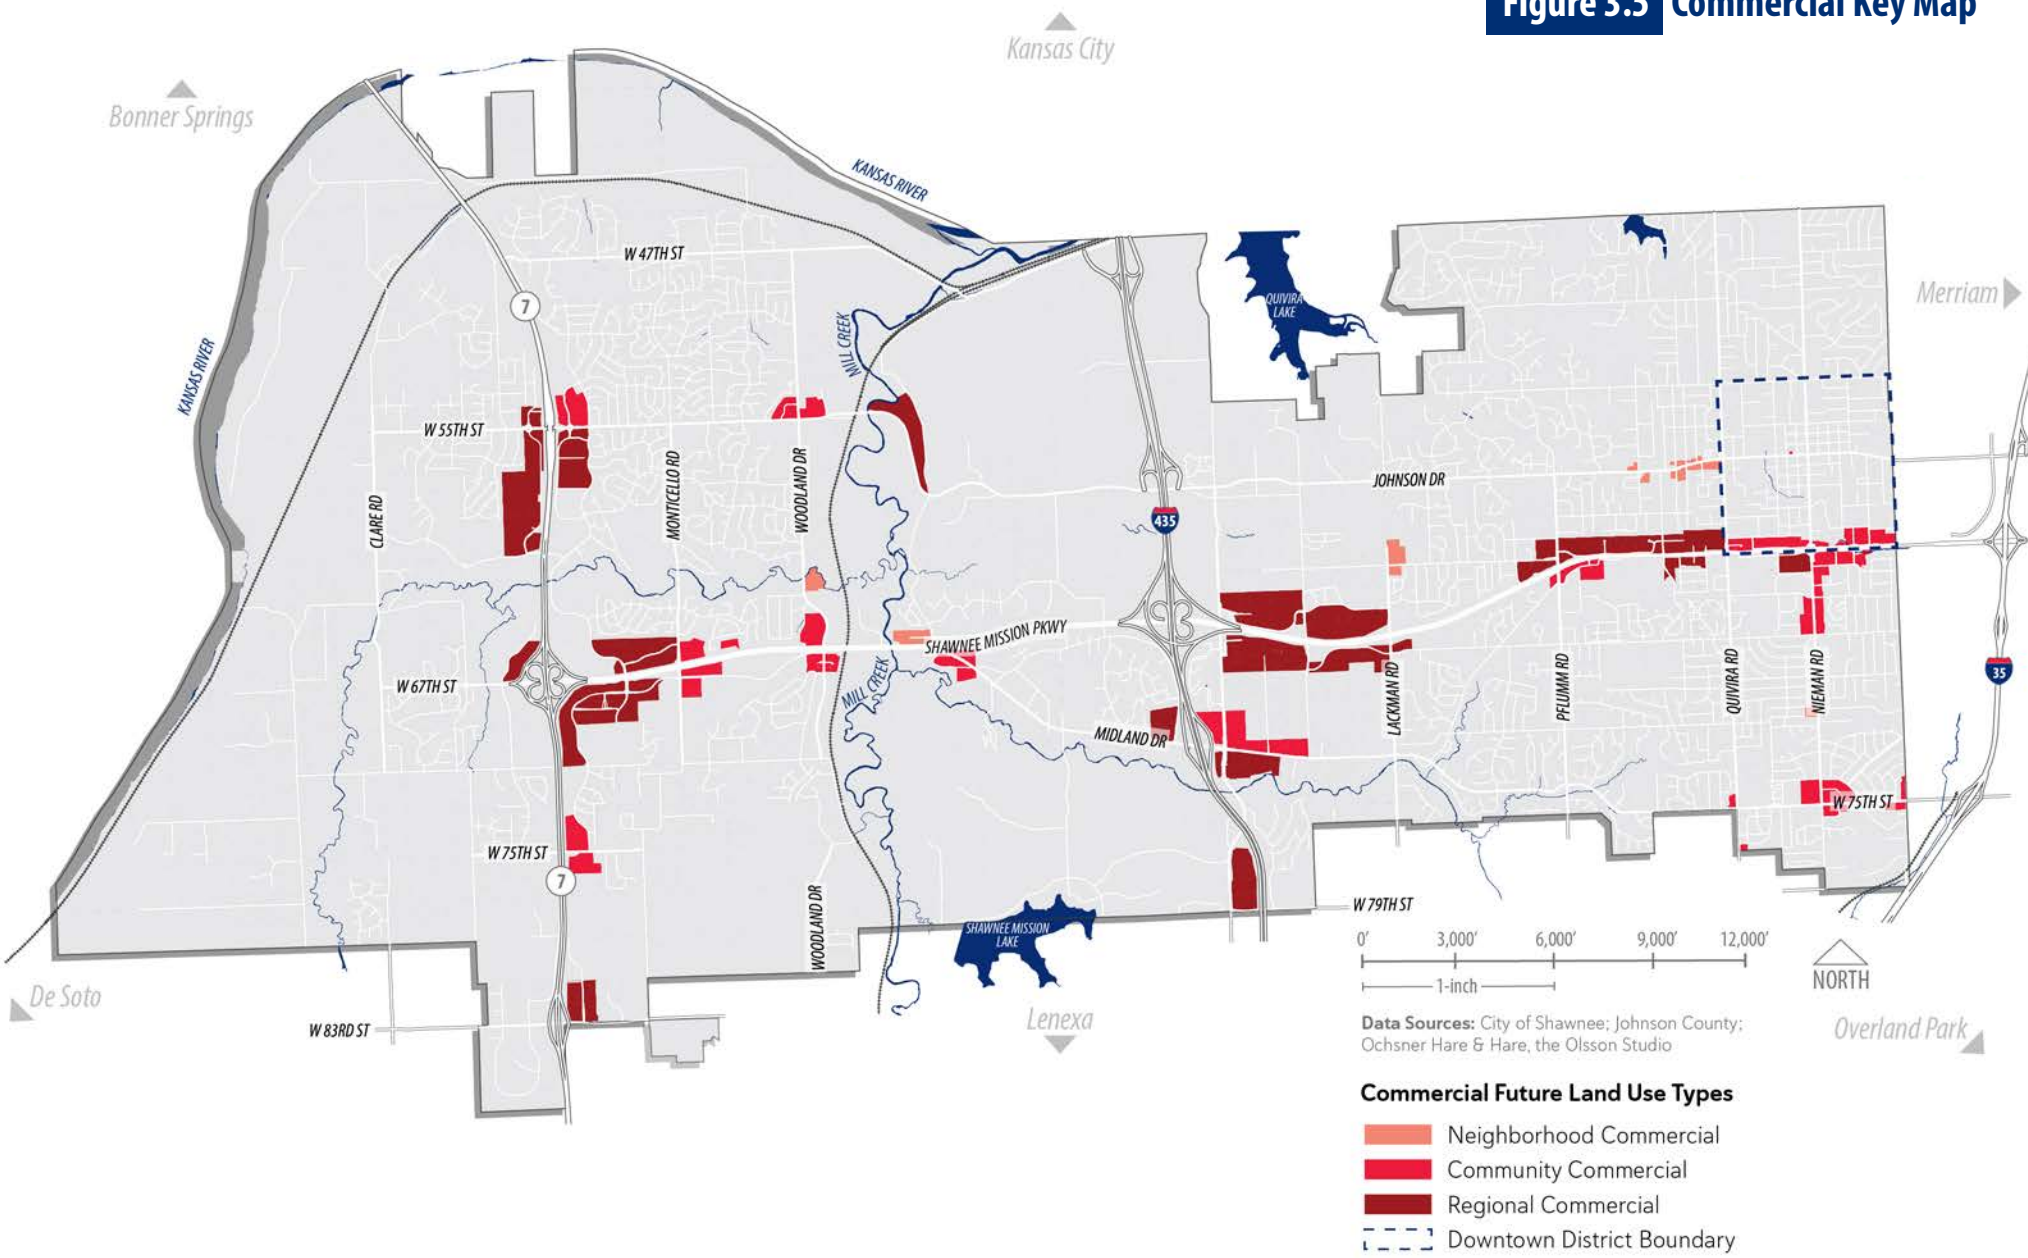 Figure 3.5 Commercial Key Map
Kansas City
Bonner Springs
KANSAS RIVER
W 47TH ST
Merriam
7
QUIVIRA
LAKE
MILL CREEK
KANSAS RIVER
W 55TH ST
MONTICELLO RD
WOODLAND DR
CLARE RD
JOHNSON DR
435
SHAWNEE MISSION PKWY
W 67TH ST
MILL CREEK
LACKMAN RD
PFLUMM RD
QUIVIRA RD
NIEMAN RD
35
MIDLAND DR
W 75TH ST
W 75TH ST
7
WOODLAND DR
W 79TH ST
SHAWNEE MISSION
LAKE
0' 3,000' 6,000' 9,000' 12,000'
1-inch
NORTH
De Soto
W 83RD ST
Lenexa
Overland Park
Data Sources: City of Shawnee; Johnson County;
Ochsner Hare & Hare, the Olsson Studio
Commercial Future Land Use Types
Neighborhood Commercial
Community Commercial
Regional Commercial
Downtown District Boundary